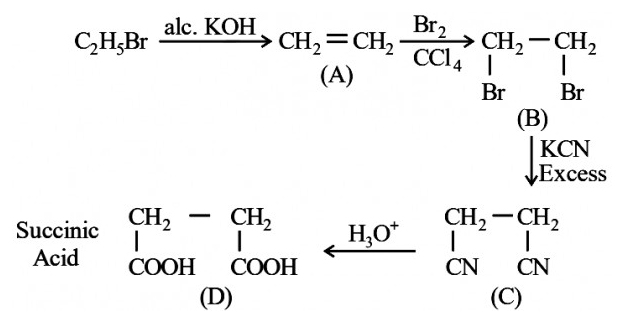 C₂H₅Br alc. KOH CH₂=CH₂ Br₂ CH₂—CH₂
CCl₄
(A) Br Br
(B)
KCN
Excess
Succinic Acid CH₂ — CH₂ H₃O⁺ CH₂—CH₂
COOH COOH CN CN
(D) (C)